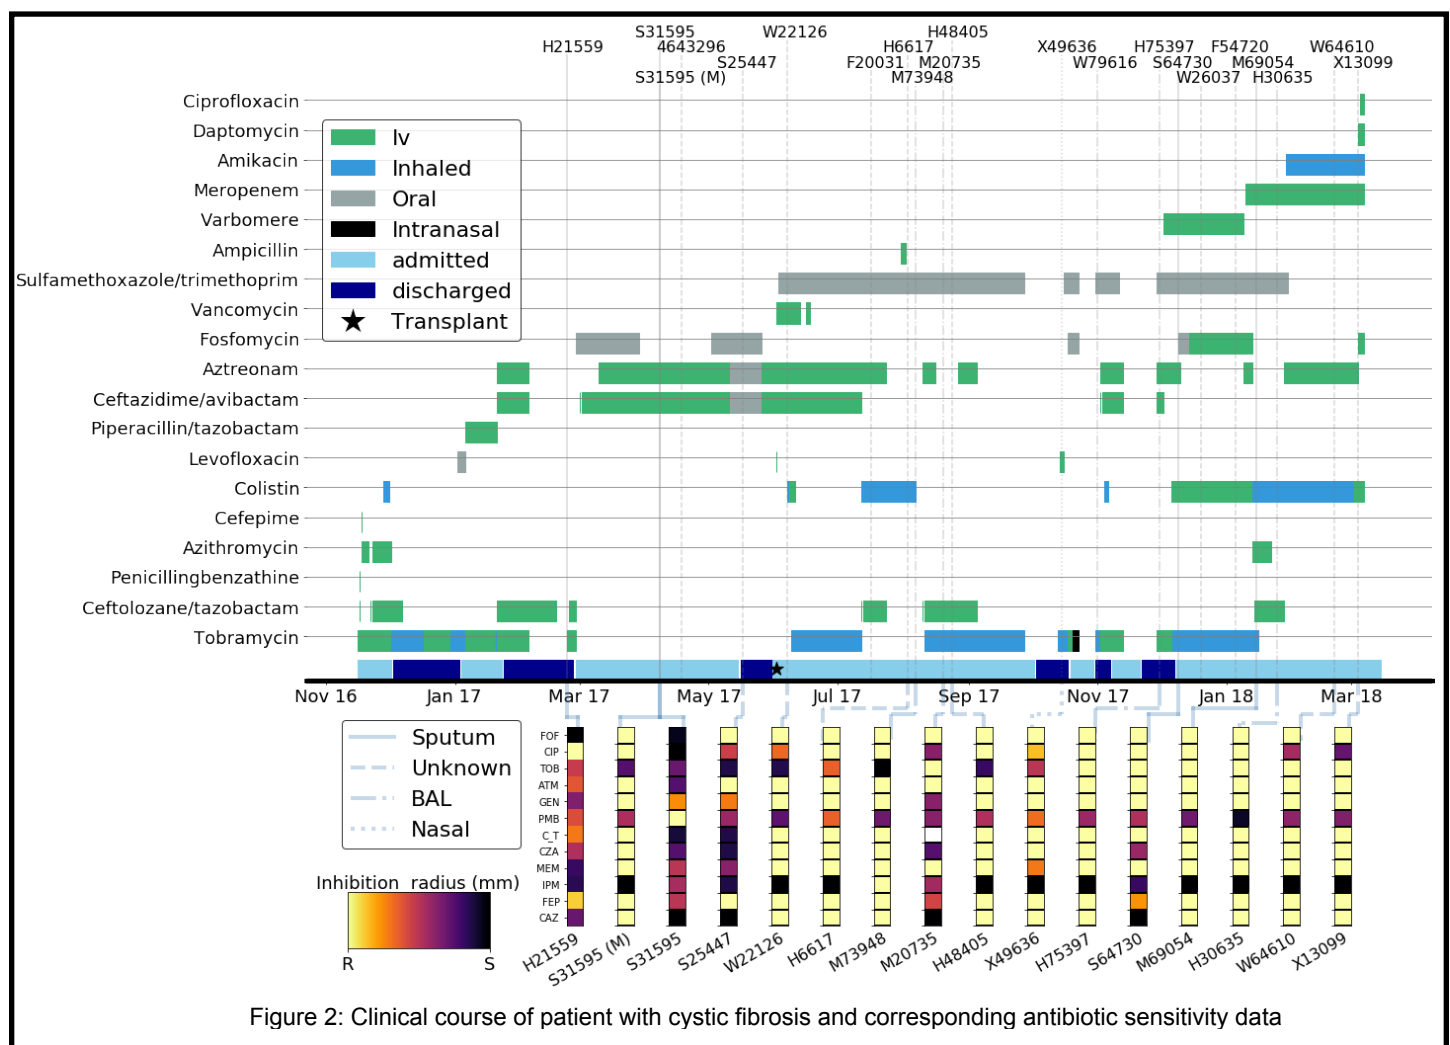 S31595 W22126 H48405
H21559 4643296 H6617 X49636 H75397 F54720 W64610
S25447 F20031 M20735 W79616 S64730 M69054 X13099
S31595 (M) M73948 W26037 H30635
Ciprofloxacin
Daptomycin
Amikacin
Meropenem
Varbomere
Ampicillin
Sulfamethoxazole/trimethoprim
Vancomycin
Fosfomycin
Aztreonam
Ceftazidime/avibactam
Piperacillin/tazobactam
Levofloxacin
Colistin
Cefepime
Azithromycin
Penicillingbenzathine
Ceftolozane/tazobactam
Tobramycin
Iv
Inhaled
Oral
Intranasal
admitted
discharged
Transplant
Nov 16 Jan 17 Mar 17 May 17 Jul 17 Sep 17 Nov 17 Jan 18 Mar 18
Sputum
Unknown
BAL
Nasal
Inhibition radius (mm)
R S
FOF
CIP
TOB
ATM
GEN
PMB
C_T
CZA
MEM
IPM
FEP
CAZ
H21559 S31595 (M) S31595 S25447 W22126 H6617 M73948 M20735 H48405 X49636 H75397 S64730 M69054 H30635 W64610 X13099
Figure 2: Clinical course of patient with cystic fibrosis and corresponding antibiotic sensitivity data